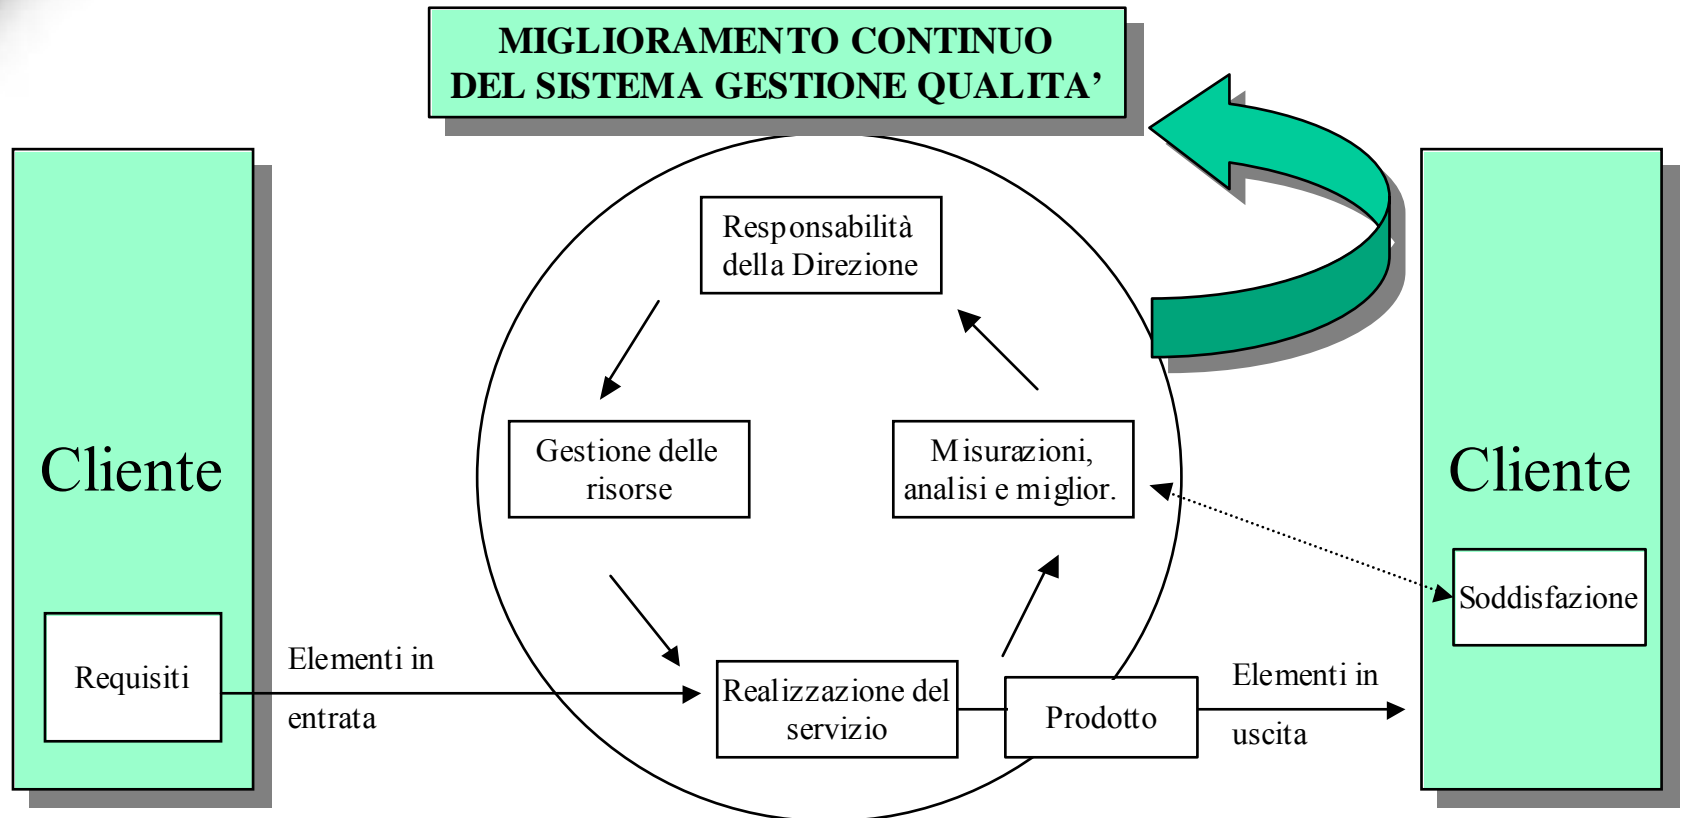 MIGLIORAMENTO CONTINUO
DEL SISTEMA GESTIONE QUALITA’
Responsabilità
della Direzione
Cliente
Gestione delle
risorse
Misurazioni,
analisi e miglior.
Cliente
Soddisfazione
Requisiti
Elementi in
entrata
Realizzazione del
servizio
Prodotto
Elementi in
uscita